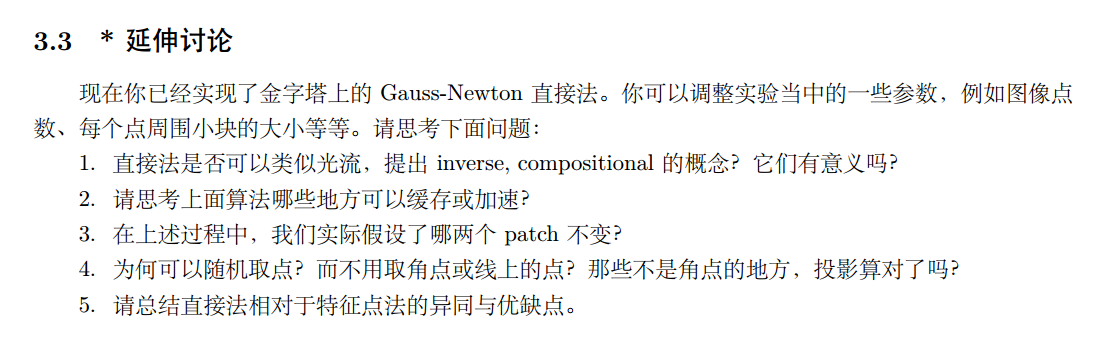 3.3 * 延伸讨论
现在你已经实现了金字塔上的 Gauss-Newton 直接法。你可以调整实验当中的一些参数，例如图像点
数、每个点周围小块的大小等等。请思考下面问题：
1. 直接法是否可以类似光流，提出 inverse, compositional 的概念？它们有意义吗？
2. 请思考上面算法哪些地方可以缓存或加速？
3. 在上述过程中，我们实际假设了哪两个 patch 不变？
4. 为何可以随机取点？而不用取角点或线上的点？那些不是角点的地方，投影算对了吗？
5. 请总结直接法相对于特征点法的异同与优缺点。